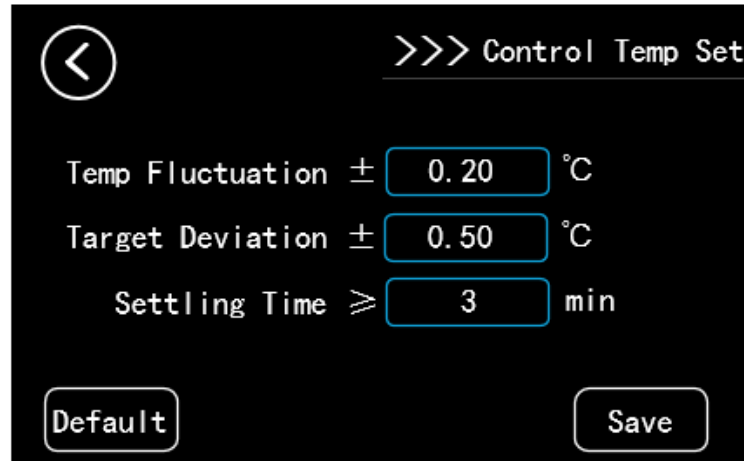 >>> Control Temp Set
Temp Fluctuation ± 0.20 ℃
Target Deviation ± 0.50 ℃
Settling Time ⩾ 3 min
Default Save